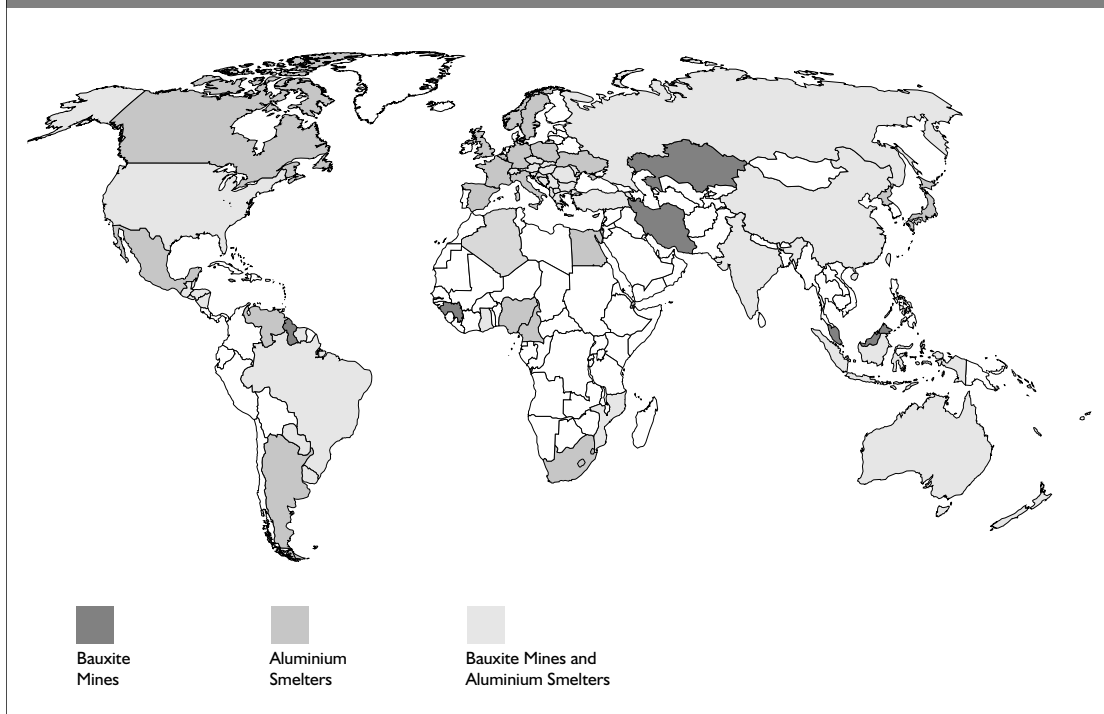 Bauxite
Mines
Aluminium
Smelters
Bauxite Mines and
Aluminium Smelters